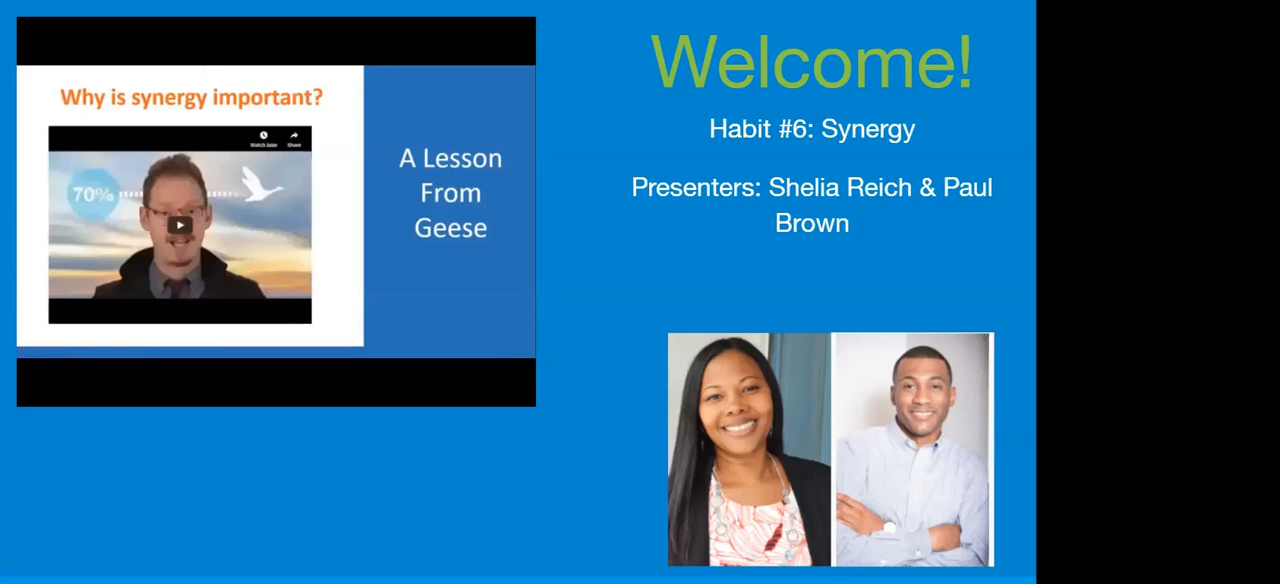 Why is synergy important?
Watch later Share
70%
A Lesson
From
Geese
Welcome!
Habit #6: Synergy
Presenters: Shelia Reich & Paul
Brown